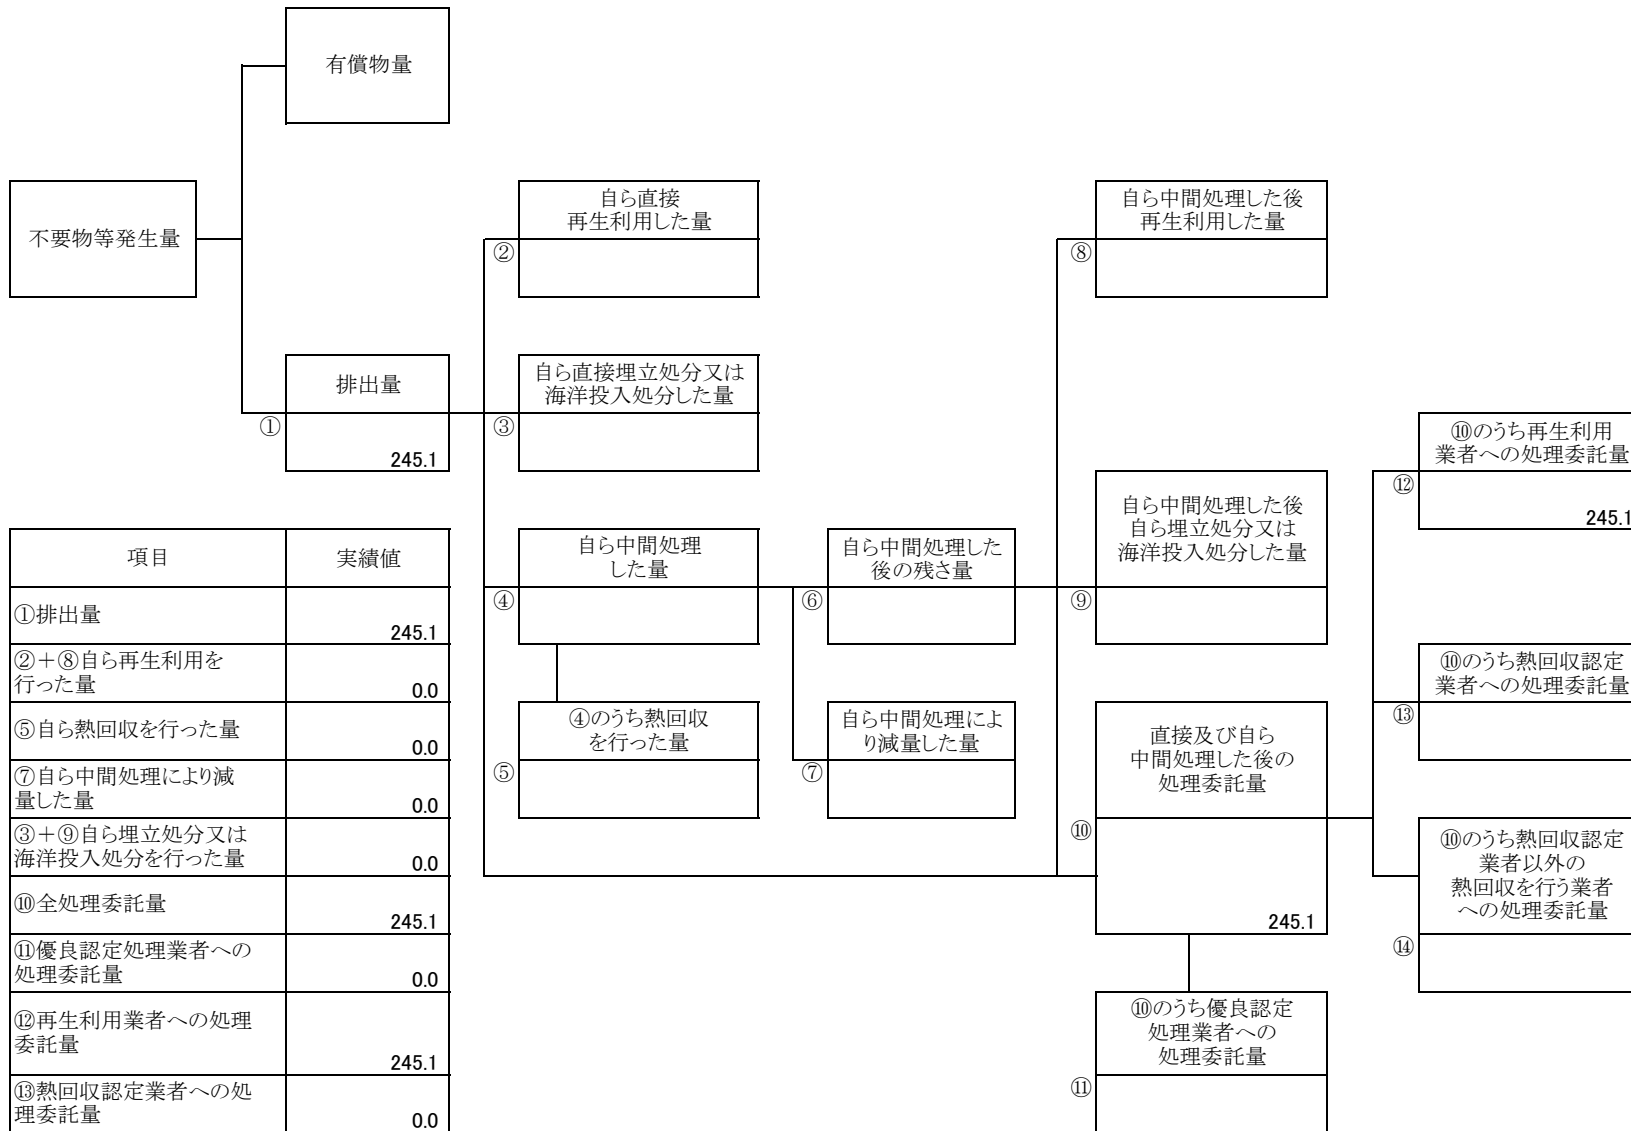 有償物量
不要物等発生量
自ら直接
再生利用した量
②
自ら中間処理した後
再生利用した量
⑧
排出量
①
245.1
自ら直接埋立処分又は
海洋投入処分した量
③
⑩のうち再生利用
業者への処理委託量
⑫
245.1
自ら中間処理
した量
④
自ら中間処理した
後の残さ量
⑥
自ら中間処理した後
自ら埋立処分又は
海洋投入処分した量
⑨
⑩のうち熱回収認定
業者への処理委託量
⑬
④のうち熱回収
を行った量
⑤
自ら中間処理によ
り減量した量
⑦
直接及び自ら
中間処理した後の
処理委託量
⑩
245.1
⑩のうち熱回収認定
業者以外の
熱回収を行う業者
への処理委託量
⑭
⑩のうち優良認定
処理業者への
処理委託量
⑪
項目 実績値
①排出量
245.1
②＋⑧自ら再生利用を
行った量
0.0
⑤自ら熱回収を行った量
0.0
⑦自ら中間処理により減
量した量
0.0
③＋⑨自ら埋立処分又は
海洋投入処分を行った量
0.0
⑩全処理委託量
245.1
⑪優良認定処理業者への
処理委託量
0.0
⑫再生利用業者への処理
委託量
245.1
⑬熱回収認定業者への処
理委託量
0.0